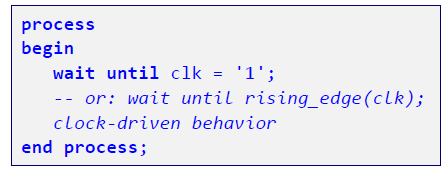 process
begin
wait until clk = '1';
-- or: wait until rising_edge(clk);
clock-driven behavior
end process;